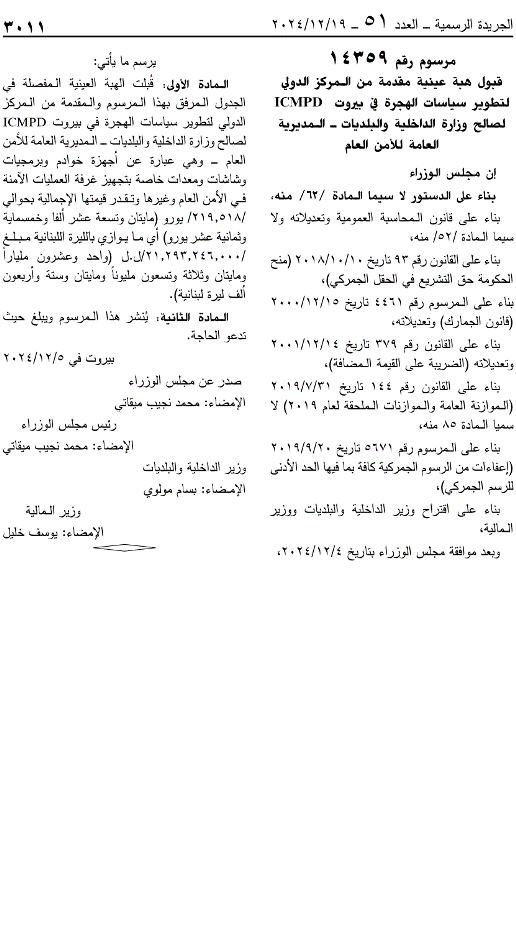 الجريدة الرسمية ـ العدد ٥١ ـ ٢٠٢٤/١٢/١٩
٣٠١١
مرسوم رقم ١٤٣٥٩
قبول هبة عينية مقدمة من المركز الدولي
لتطوير سياسات الهجرة في بيروت ICMPD
لصالح وزارة الداخلية والبلديات ـ المديرية
العامة للأمن العام
إن مجلس الوزراء
بناء على الدستور لا سيما المادة /٦٢/ منه،
بناء على قانون المحاسبة العمومية وتعديلاته ولا
سيما المادة /٥٢/ منه،
بناء على القانون رقم ٩٣ تاريخ ٢٠١٨/١٠/١٠ (منح
الحكومة حق التشريع في الحقل الجمركي)،
بناء على المرسوم رقم ٤٤٦١ تاريخ ٢٠٠٠/١٢/١٥
(قانون الجمارك) وتعديلاته،
بناء على القانون رقم ٣٧٩ تاريخ ٢٠٠١/١٢/١٤
وتعديلاته (الضريبة على القيمة المضافة)،
بناء على القانون رقم ١٤٤ تاريخ ٢٠١٩/٧/٣١
(الموازنة العامة والموازنات الملحقة لعام ٢٠١٩) لا
سميا المادة ٨٥ منه،
بناء على المرسوم رقم ٥٦٧١ تاريخ ٢٠١٩/٩/٢٠
(إعفاءات من الرسوم الجمركية كافة بما فيها الحد الأدنى
للرسم الجمركي)،
بناء على اقتراح وزير الداخلية والبلديات ووزير
المالية،
وبعد موافقة مجلس الوزراء بتاريخ ٢٠٢٤/١٢/٤،
يرسم ما يأتي:
المادة الأولى: قُبلت الهبة العينية المفصلة في
الجدول المرفق بهذا المرسوم والمقدمة من المركز
الدولي لتطوير سياسات الهجرة في بيروت ICMPD
لصالح وزارة الداخلية والبلديات ـ المديرية العامة للأمن
العام ـ وهي عبارة عن أجهزة خوادم وبرمجيات
وشاشات ومعدات خاصة بتجهيز غرفة العمليات الآمنة
في الأمن العام وغيرها وتقدر قيمتها الإجمالية بحوالي
/٢١٩,٥١٨/ يورو (مايتان وتسعة عشر ألفا وخمسماية
وثمانية عشر يورو) أي ما يوازي بالليرة اللبنانية مبلغ
/٢١,٢٩٣,٢٤٦,٠٠٠/ل.ل (واحد وعشرون ملياراً
ومايتان وثلاثة وتسعون مليوناً ومايتان وستة وأربعون
ألف ليرة لبنانية).
المادة الثانية: يُنشر هذا المرسوم ويبلغ حيث
تدعو الحاجة.
بيروت في ٢٠٢٤/١٢/٥
صدر عن مجلس الوزراء
الإمضاء: محمد نجيب ميقاتي
رئيس مجلس الوزراء
الإمضاء: محمد نجيب ميقاتي
وزير الداخلية والبلديات
الإمضاء: بسام مولوي
وزير المالية
الإمضاء: يوسف خليل